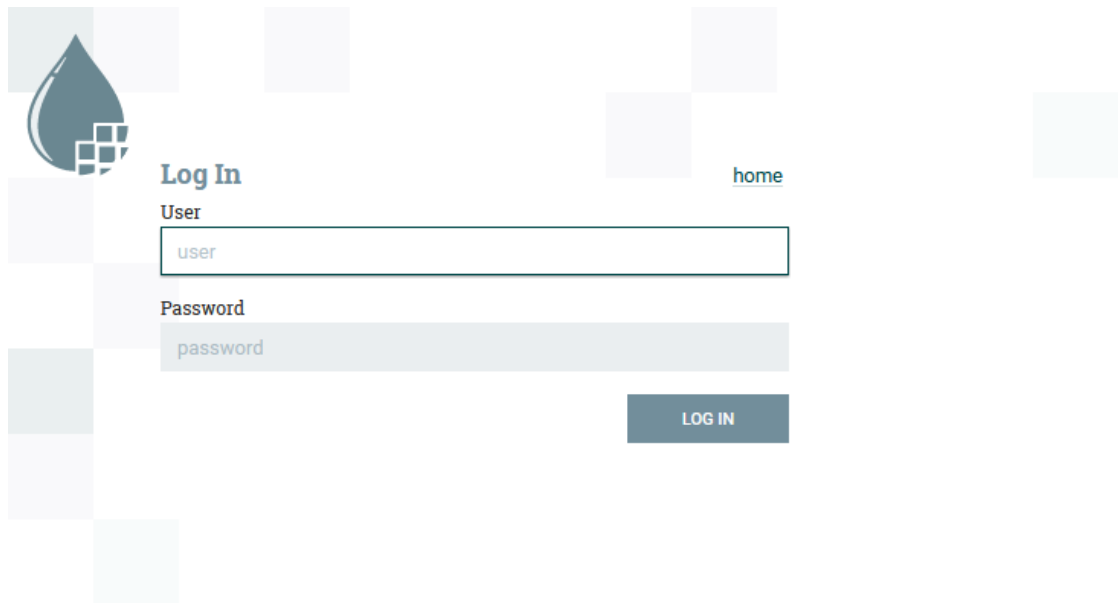 Log In
home
User
user
Password
password
LOG IN